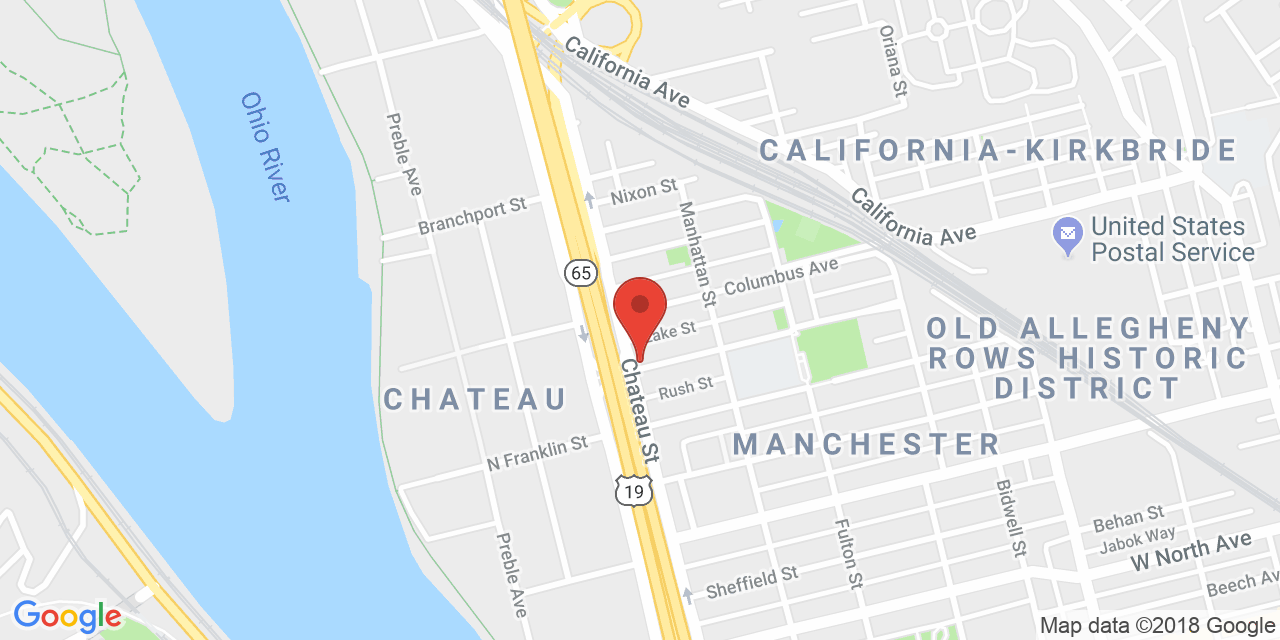 California Ave
Oriana St
Ohio River
Preble Ave
CALIFORNIA-KIRKBRIDE
Nixon St
Branchport St
Manhattan St
California Ave
United States
Postal Service
65
Columbus Ave
Lake St
OLD ALLEGHENY
ROWS HISTORIC
DISTRICT
CHATEAU
Chateau St
Rush St
MANCHESTER
N Franklin St
19
Bidwell St
Behan St
Jabok Way
W North Ave
Fulton St
Preble Ave
Sheffield St
Beech Av
Google
Map data ©2018 Google